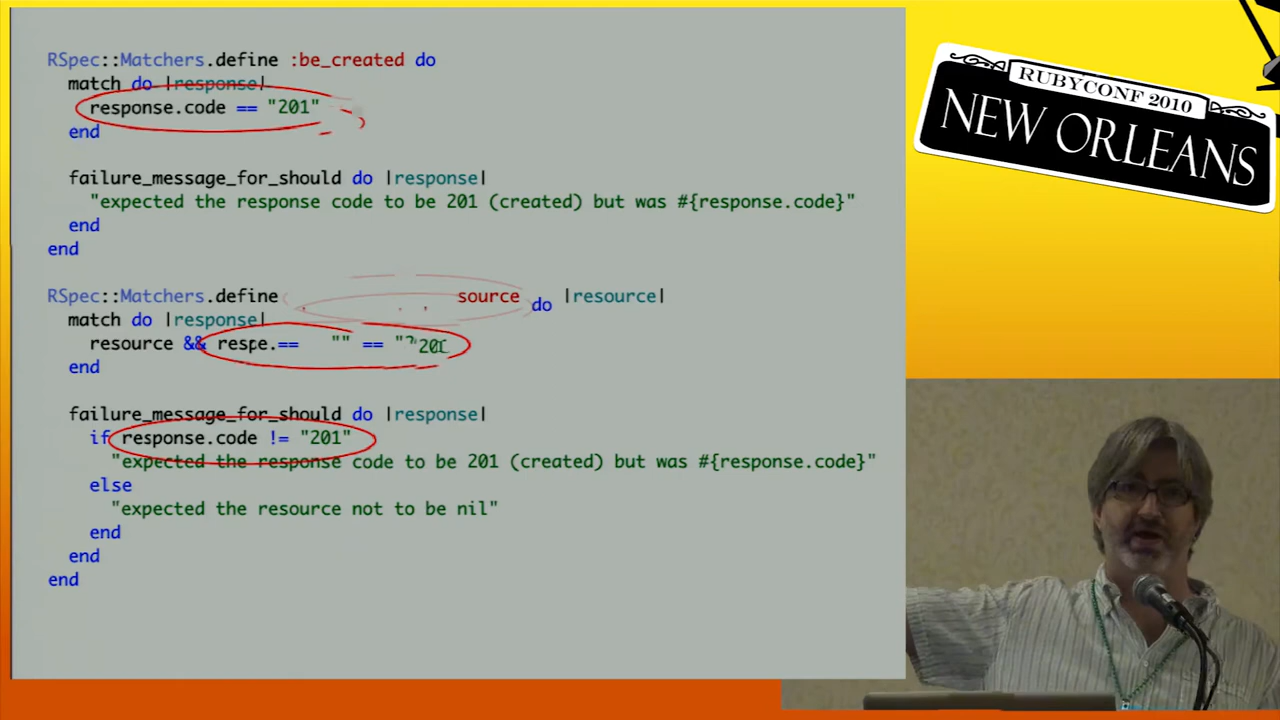 RSpec::Matchers.define :be_created do
match do |response|
response.code == "201"
end
failure_message_for_should do |response|
"expected the response code to be 201 (created) but was #{response.code}"
end
end
RSpec::Matchers.define source do |resource|
match do |response|
resource &&
end
failure_message_for_should do |response|
if response.code != "201"
"expected the response code to be 201 (created) but was #{response.code}"
else
"expected the resource not to be nil"
end
end
end
RUBYCONF 2010
NEW ORLEANS